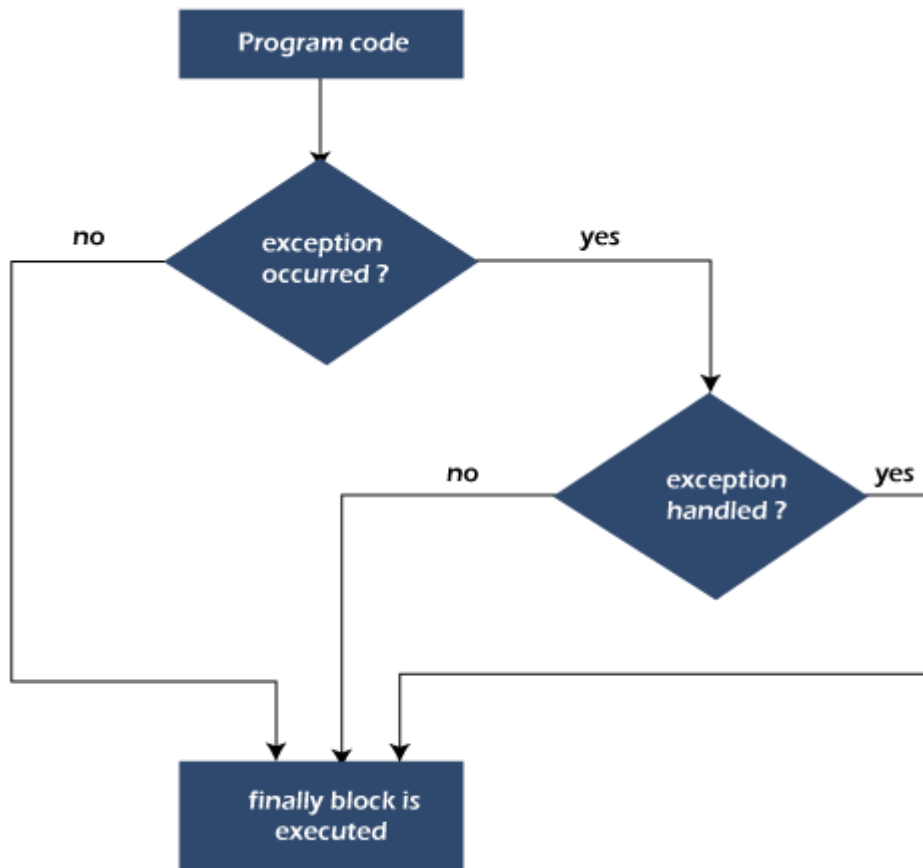 Program code
no
exception
occurred ?
yes
no
exception
handled ?
yes
finally block is
executed